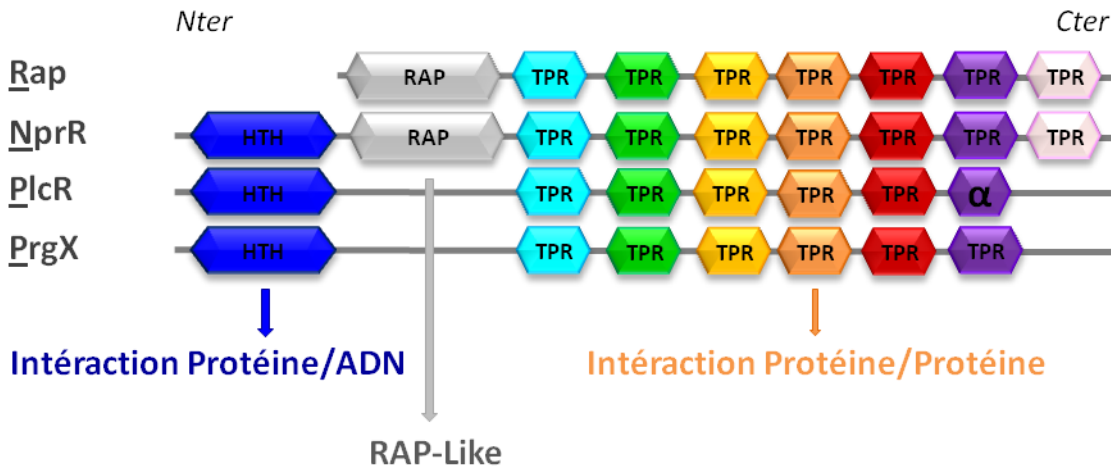 Nter Cter
Rap RAP TPR TPR TPR TPR TPR TPR TPR
NprR HTH RAP TPR TPR TPR TPR TPR TPR TPR
PlcR HTH TPR TPR TPR TPR TPR α
PrgX HTH TPR TPR TPR TPR TPR TPR
Intéraction Protéine/ADN Intéraction Protéine/Protéine
RAP-Like